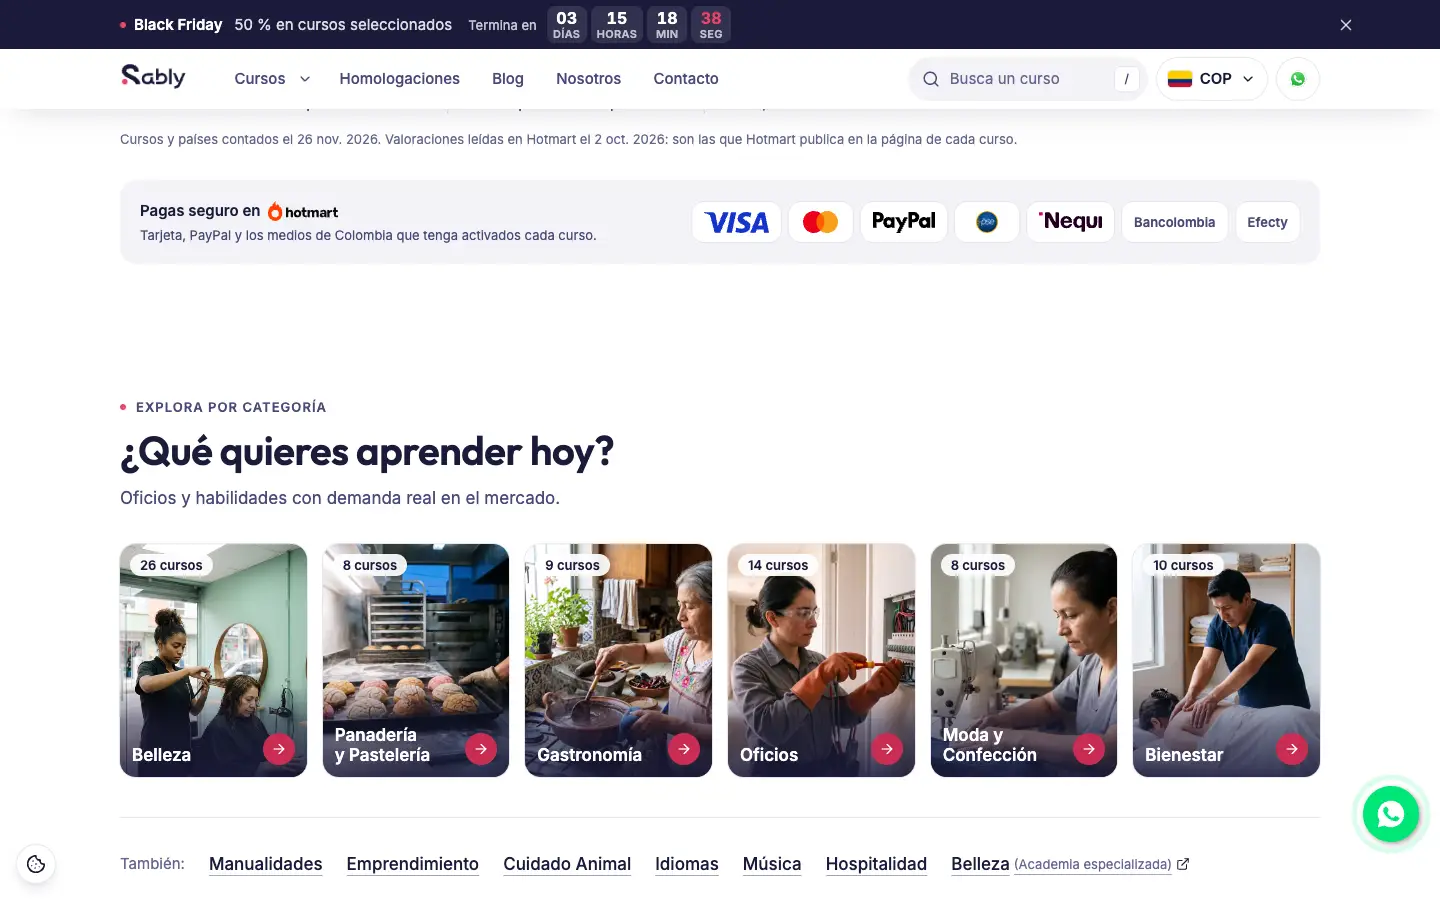 Black Friday 50 % en cursos seleccionados Termina en 03 DÍAS 15 HORAS 18 MIN 38 SEG
Sably Cursos Homologaciones Blog Nosotros Contacto Busca un curso / COP
Cursos y países contados el 26 nov. 2026. Valoraciones leídas en Hotmart el 2 oct. 2026: son las que Hotmart publica en la página de cada curso.
Pagas seguro en hotmart
Tarjeta, PayPal y los medios de Colombia que tenga activados cada curso.
VISA PayPal pse Nequi Bancolombia Efecty
EXPLORA POR CATEGORÍA
¿Qué quieres aprender hoy?
Oficios y habilidades con demanda real en el mercado.
26 cursos
Belleza
8 cursos
Panadería
y Pastelería
9 cursos
Gastronomía
14 cursos
Oficios
8 cursos
Moda y
Confección
10 cursos
Bienestar
También: Manualidades Emprendimiento Cuidado Animal Idiomas Música Hospitalidad Belleza (Academia especializada)